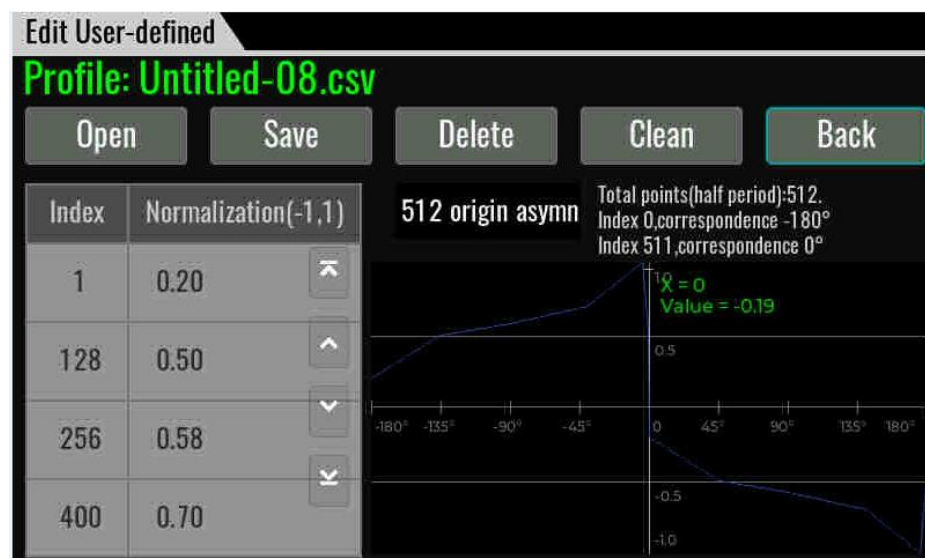 Edit User-defined
Profile: Untitled-08.csv
Open Save Delete Clean Back
Index Normalization(-1,1)
512 origin asymn
Total points(half period):512.
Index 0,correspondence -180°
Index 511,correspondence 0°
1 0.20
128 0.50
256 0.58
400 0.70
1.0
X = 0
Value = -0.19
0.5
-180° -135° -90° -45° 0 45° 90° 135° 180°
-0.5
-1.0